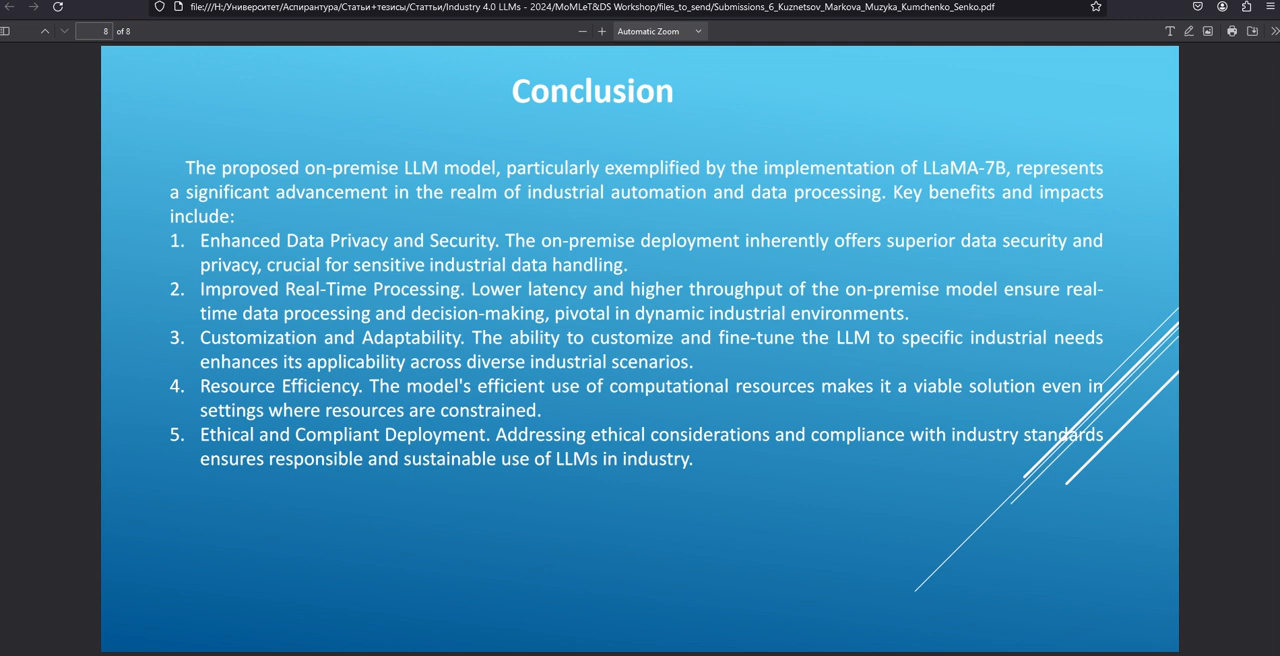 file:///H:/Университет/Аспирантура/Статьи+тезисы/Статтьи/Industry 4.0 LLMs - 2024/MoMLeT&DS Workshop/files_to_send/Submissions_6_Kuznetsov_Markova_Muzyka_Kumchenko_Senko.pdf
8 of 8
Automatic Zoom
Conclusion
The proposed on-premise LLM model, particularly exemplified by the implementation of LLaMA-7B, represents
a significant advancement in the realm of industrial automation and data processing. Key benefits and impacts
include:
1. Enhanced Data Privacy and Security. The on-premise deployment inherently offers superior data security and
privacy, crucial for sensitive industrial data handling.
2. Improved Real-Time Processing. Lower latency and higher throughput of the on-premise model ensure real-
time data processing and decision-making, pivotal in dynamic industrial environments.
3. Customization and Adaptability. The ability to customize and fine-tune the LLM to specific industrial needs
enhances its applicability across diverse industrial scenarios.
4. Resource Efficiency. The model's efficient use of computational resources makes it a viable solution even in
settings where resources are constrained.
5. Ethical and Compliant Deployment. Addressing ethical considerations and compliance with industry standards
ensures responsible and sustainable use of LLMs in industry.